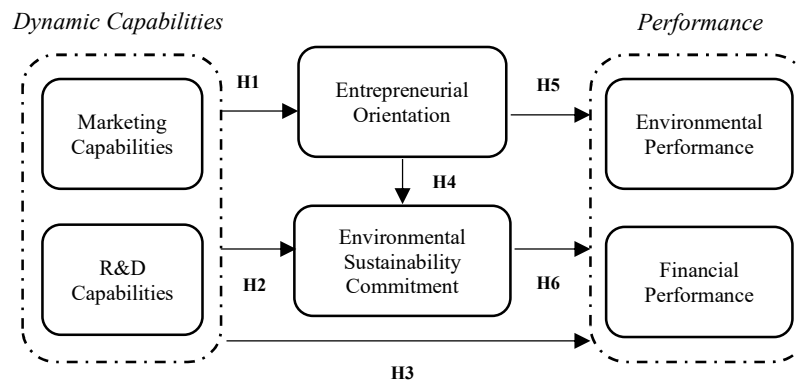 Dynamic Capabilities
Performance
H1
H5
Marketing
Capabilities
Entrepreneurial
Orientation
Environmental
Performance
H4
R&D
Capabilities
H2
Environmental
Sustainability
Commitment
H6
Financial
Performance
H3